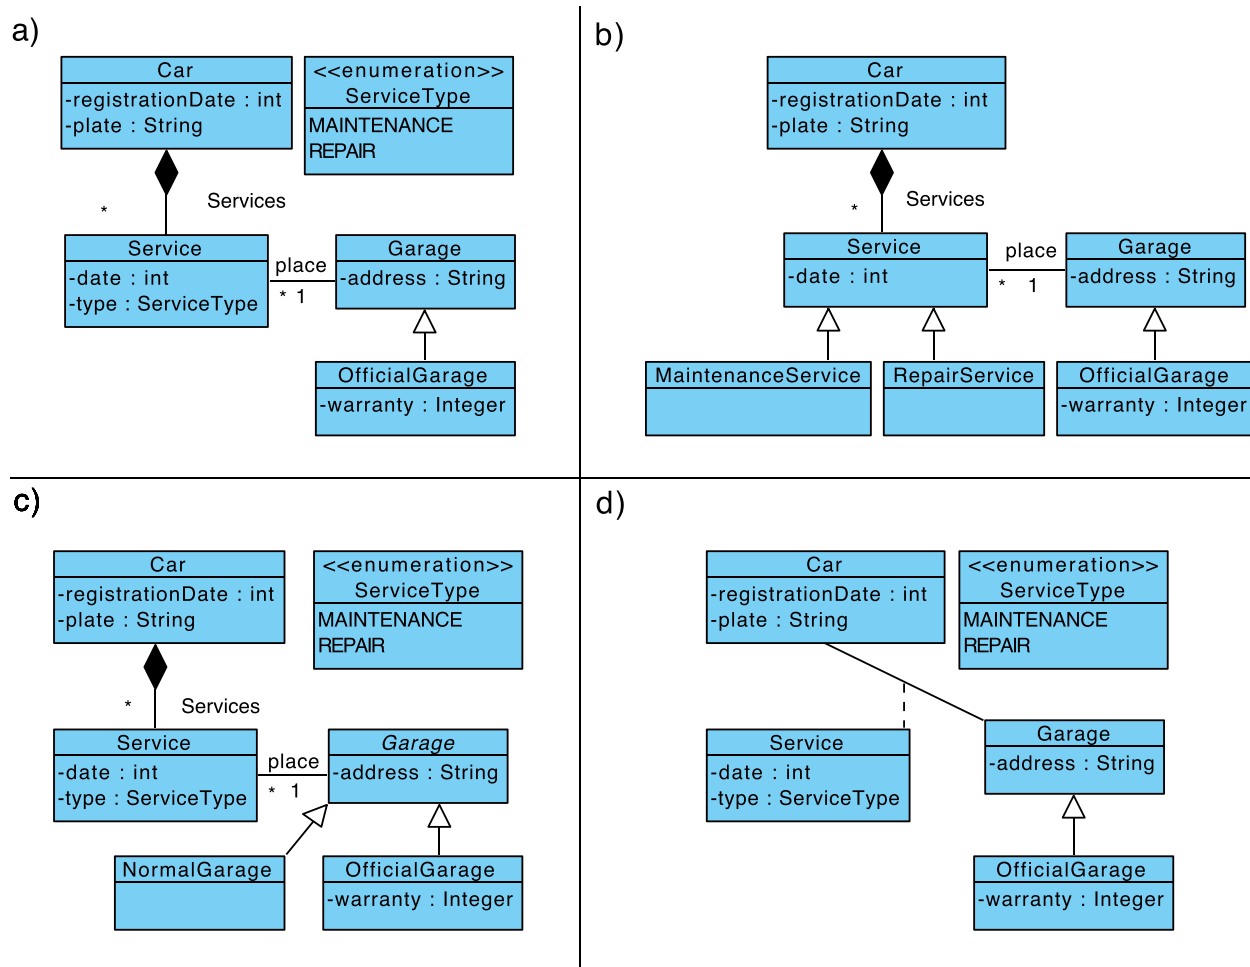 a)
Car
-registrationDate : int
-plate : String
<<enumeration>>
ServiceType
MAINTENANCE
REPAIR
*
Services
Service
-date : int
-type : ServiceType
place
* 1
Garage
-address : String
OfficialGarage
-warranty : Integer
b)
Car
-registrationDate : int
-plate : String
*
Services
Service
-date : int
place
* 1
Garage
-address : String
MaintenanceService
RepairService
OfficialGarage
-warranty : Integer
c)
Car
-registrationDate : int
-plate : String
<<enumeration>>
ServiceType
MAINTENANCE
REPAIR
*
Services
Service
-date : int
-type : ServiceType
place
* 1
Garage
-address : String
NormalGarage
OfficialGarage
-warranty : Integer
d)
Car
-registrationDate : int
-plate : String
<<enumeration>>
ServiceType
MAINTENANCE
REPAIR
Service
-date : int
-type : ServiceType
Garage
-address : String
OfficialGarage
-warranty : Integer